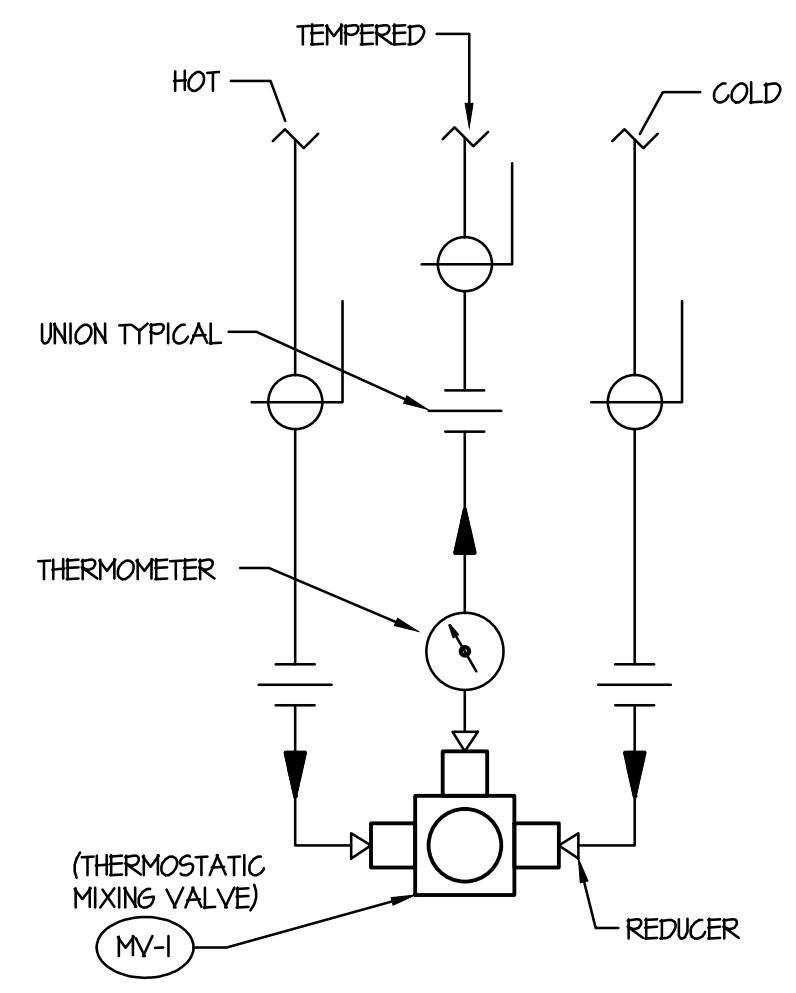 TEMPERED
HOT
COLD
UNION TYPICAL
THERMOMETER
(THERMOSTATIC
MIXING VALVE)
MV-1
REDUCER